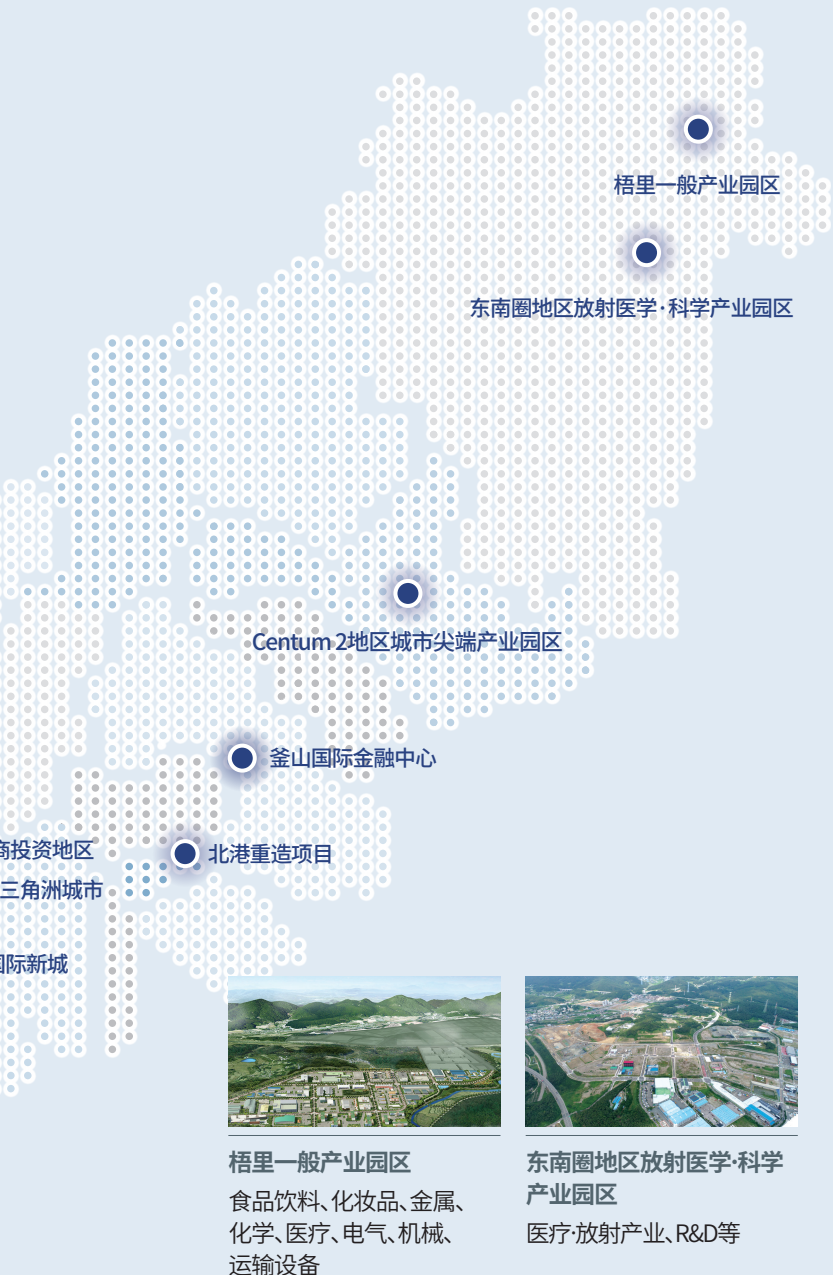 梧里一般产业园区
东南圈地区放射医学·科学产业园区
Centum 2地区城市尖端产业园区
釜山国际金融中心
商投资地区
北港重造项目
三角洲城市
国际新城
梧里一般产业园区
食品饮料、化妆品、金属、
化学、医疗、电气、机械、
运输设备
东南圈地区放射医学·科学
产业园区
医疗·放射产业、R&D等